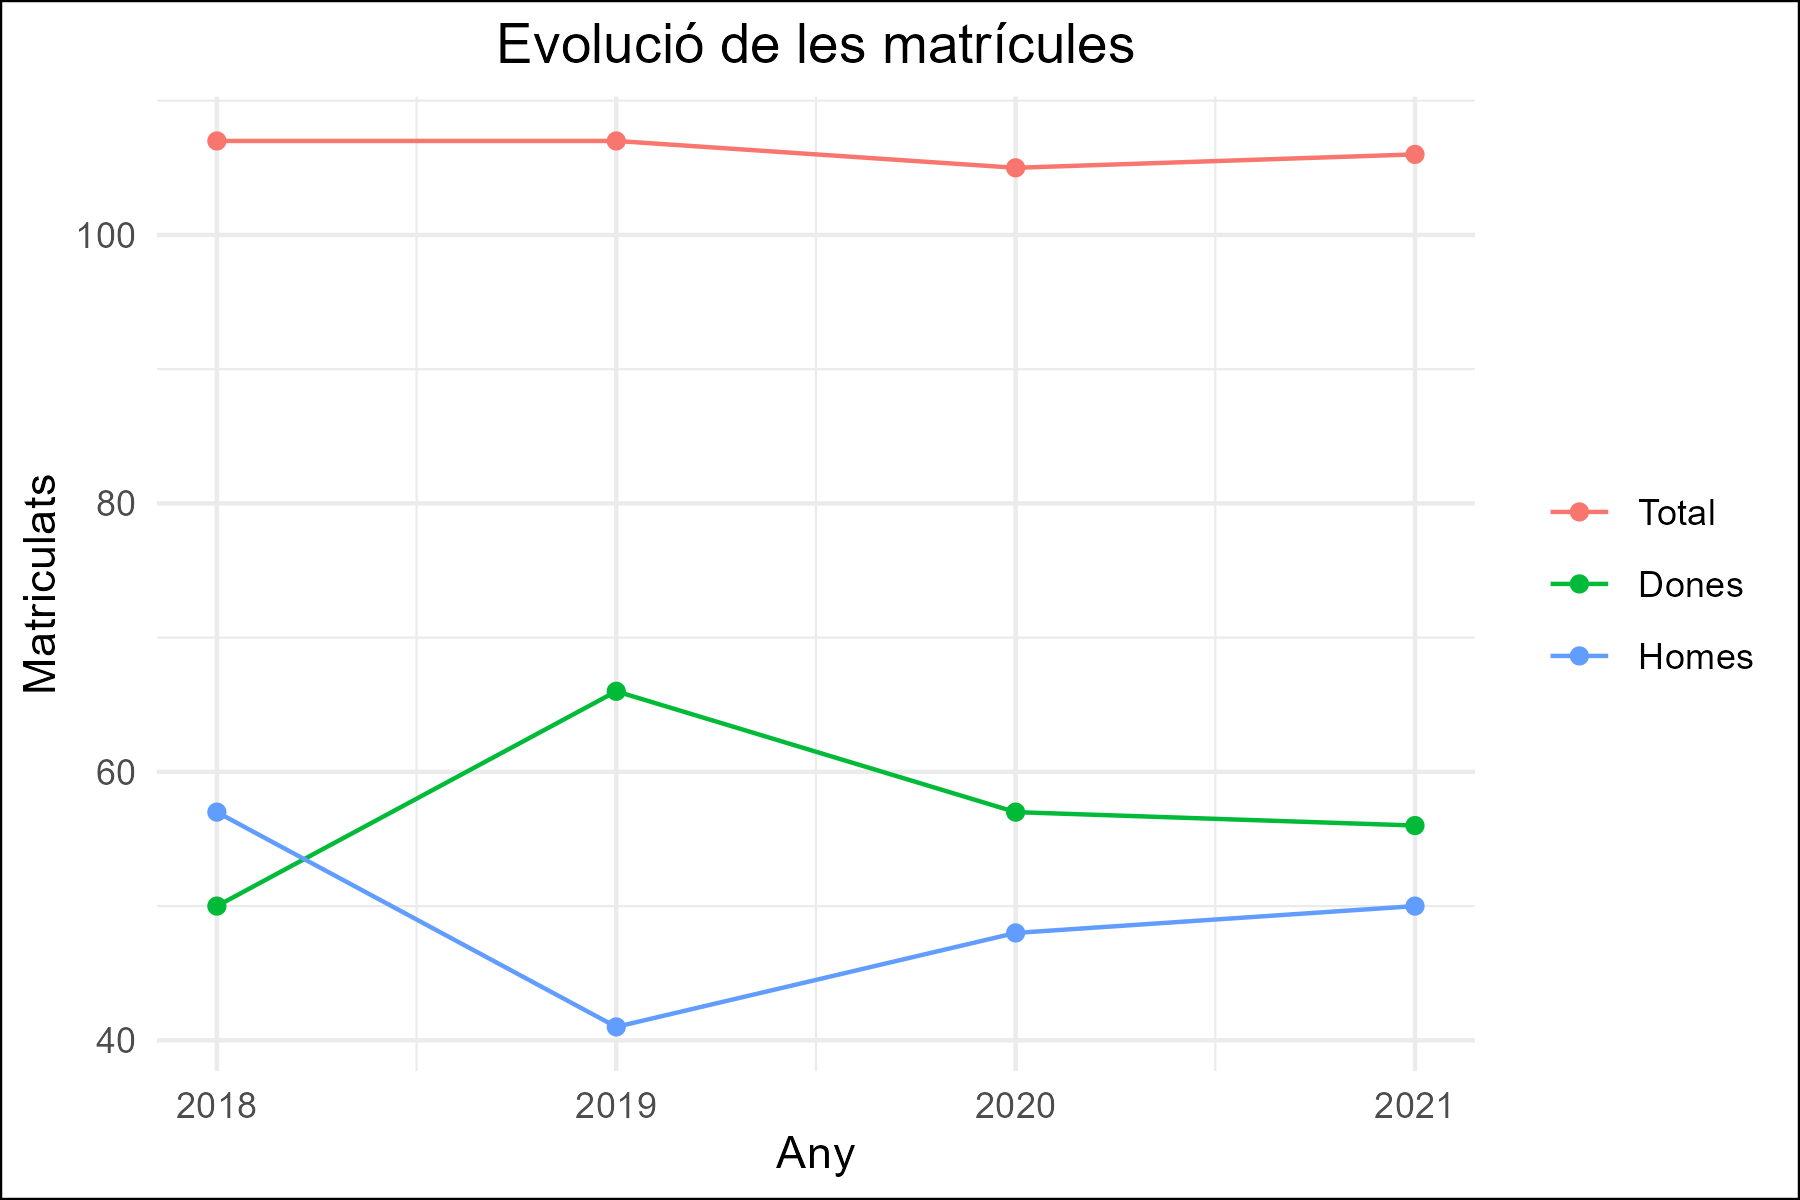 Evolució de les matrícules
Matriculats
100
80
60
40
2018
2019
2020
2021
Any
Total
Dones
Homes